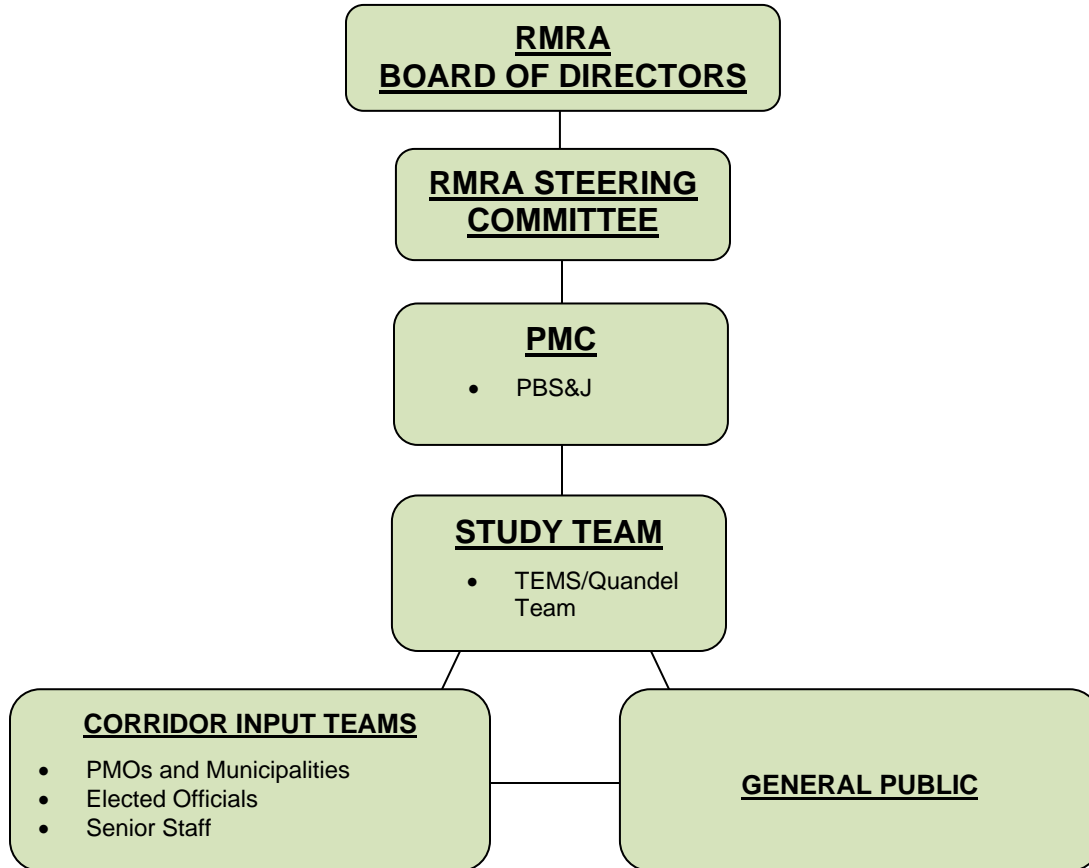 RMRA
BOARD OF DIRECTORS
RMRA STEERING
COMMITTEE
PMC
• PBS&J
STUDY TEAM
• TEMS/Quandel
Team
CORRIDOR INPUT TEAMS
• PMOs and Municipalities
• Elected Officials
• Senior Staff
GENERAL PUBLIC